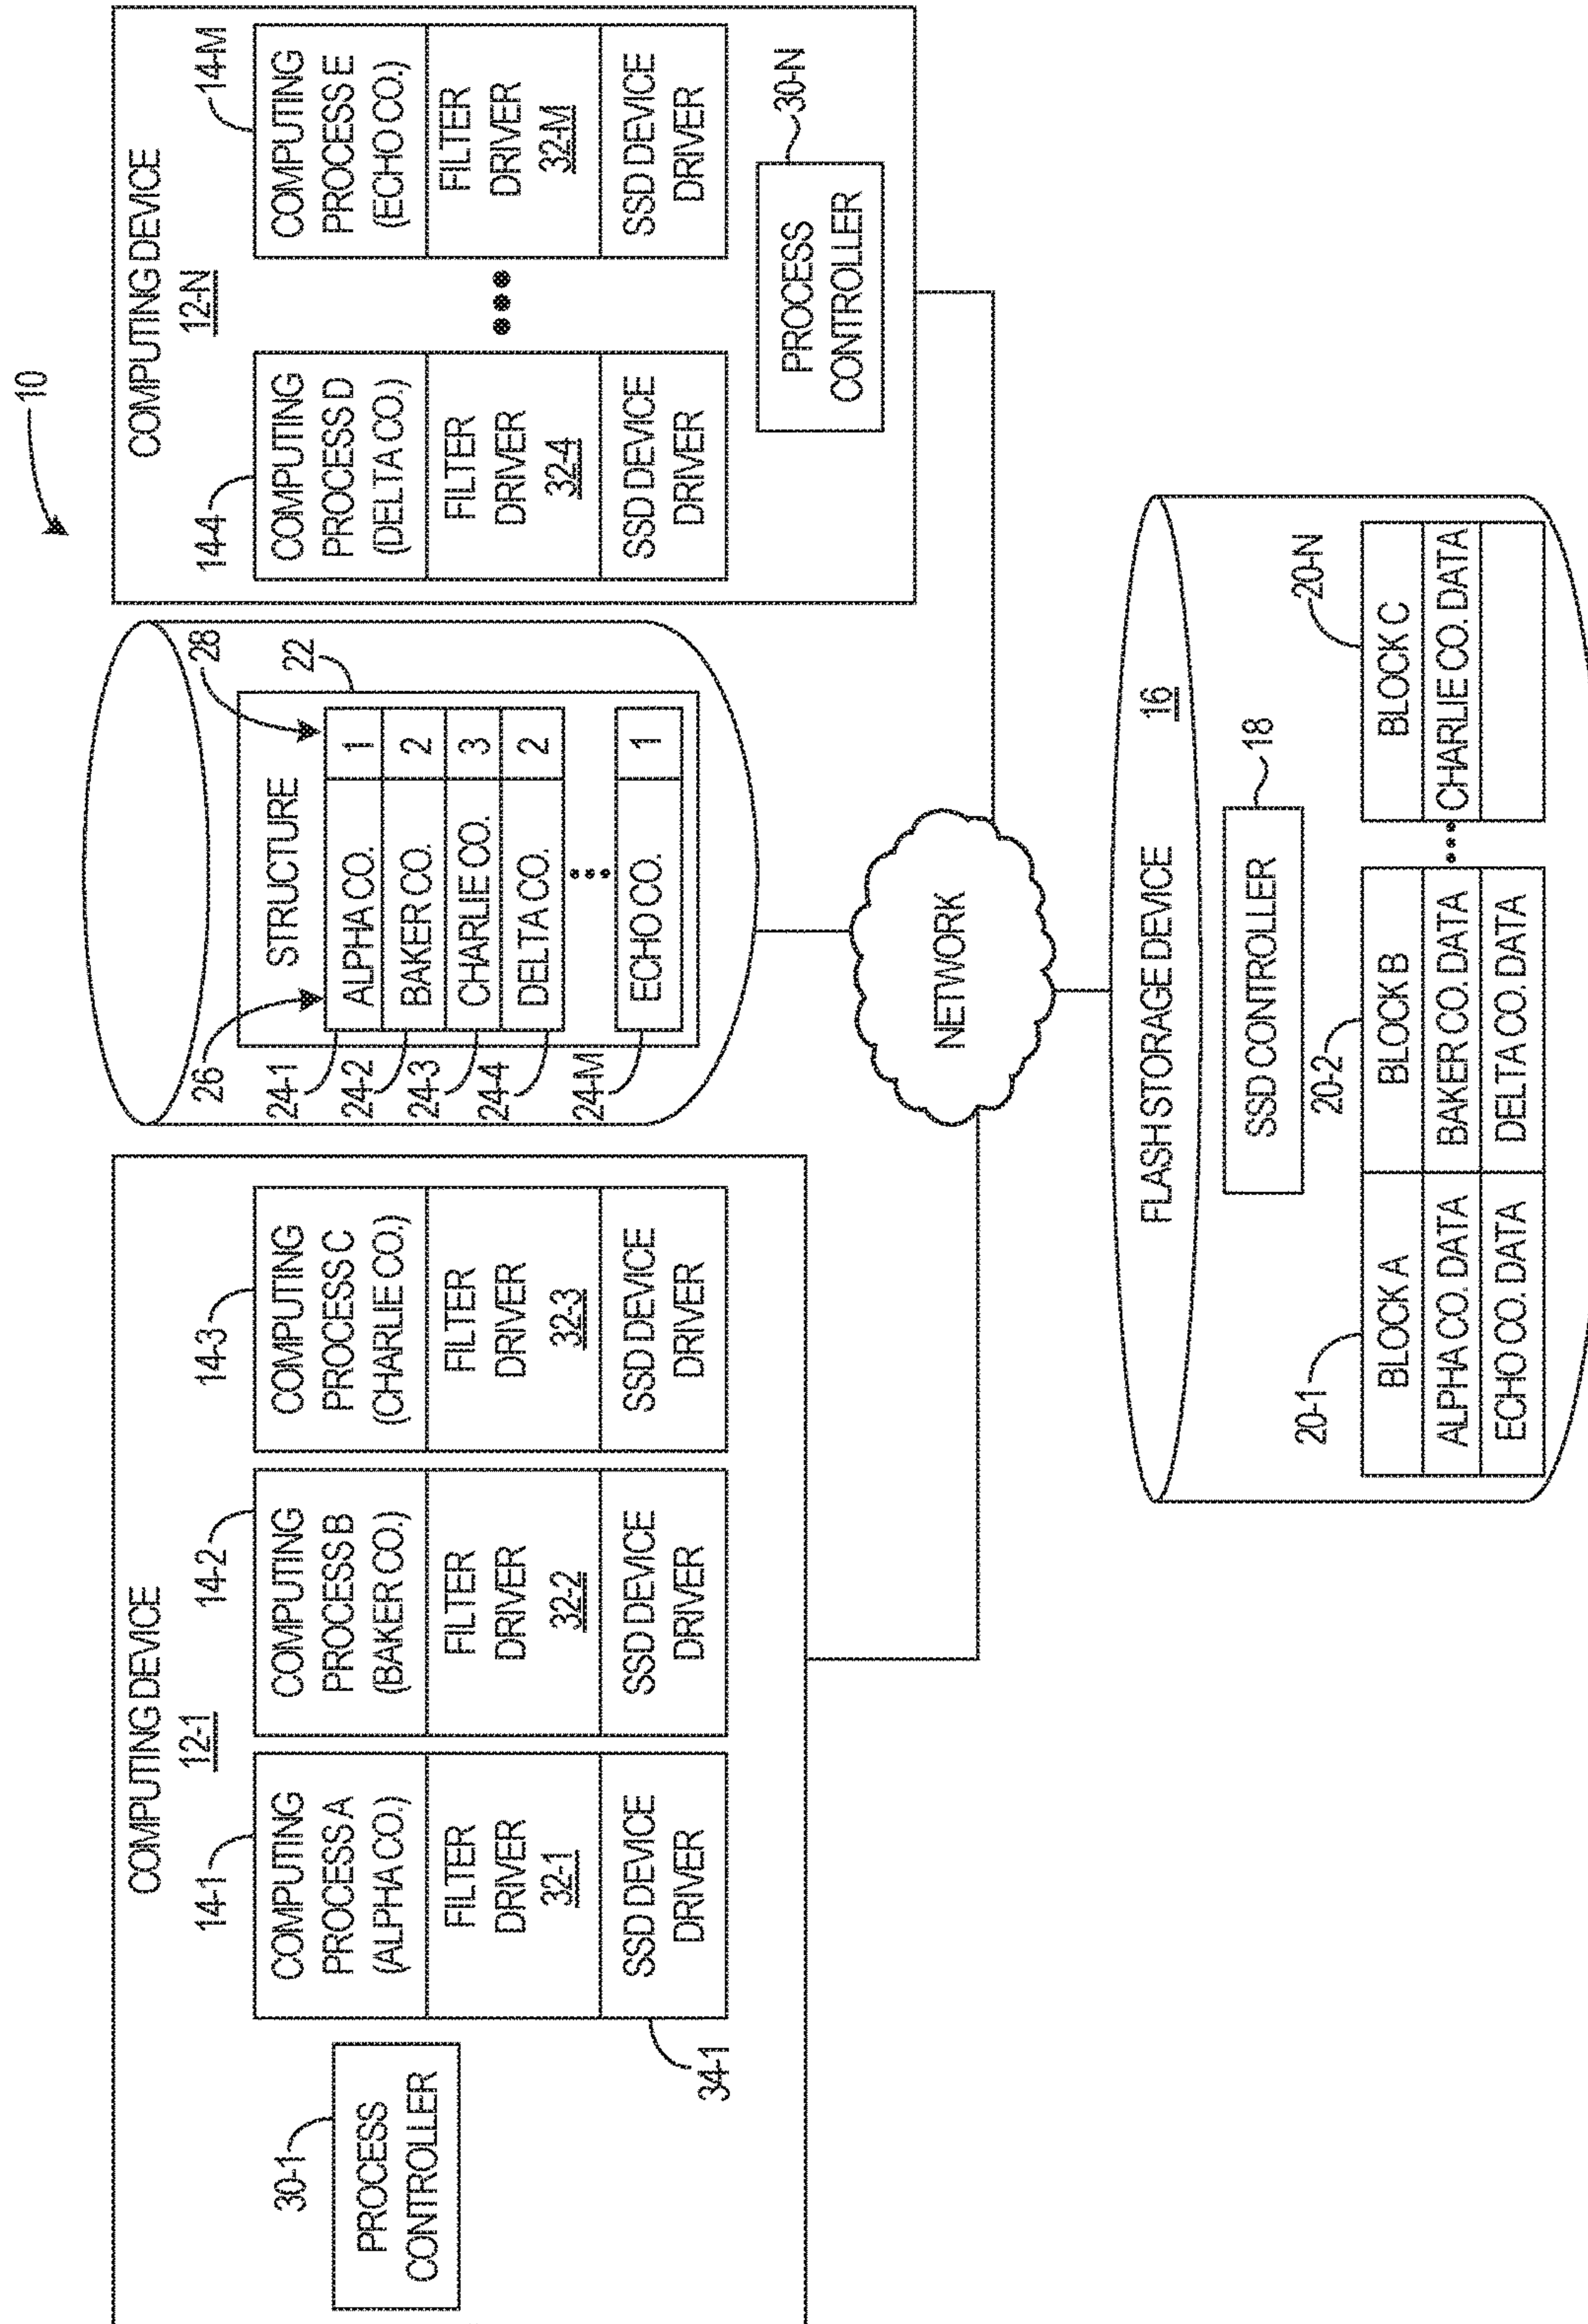 10
COMPUTING DEVICE
12-1
30-1
PROCESS
CONTROLLER
14-1
COMPUTING
PROCESS A
(ALPHA CO.)
FILTER
DRIVER
32-1
SSD DEVICE
DRIVER
34-1
14-2
COMPUTING
PROCESS B
(BAKER CO.)
FILTER
DRIVER
32-2
SSD DEVICE
DRIVER
14-3
COMPUTING
PROCESS C
(CHARLIE CO.)
FILTER
DRIVER
32-3
SSD DEVICE
DRIVER
26
28
22
STRUCTURE
24-1
ALPHA CO. 1
24-2
BAKER CO. 2
24-3
CHARLIE CO. 3
24-4
DELTA CO. 2
24-M
ECHO CO. 1
COMPUTING DEVICE
12-N
14-4
COMPUTING
PROCESS D
(DELTA CO.)
FILTER
DRIVER
32-4
SSD DEVICE
DRIVER
14-M
COMPUTING
PROCESS E
(ECHO CO.)
FILTER
DRIVER
32-M
SSD DEVICE
DRIVER
30-N
PROCESS
CONTROLLER
NETWORK
FLASH STORAGE DEVICE
16
SSD CONTROLLER
18
20-1
BLOCK A
ALPHA CO. DATA
ECHO CO. DATA
20-2
BLOCK B
BAKER CO. DATA
DELTA CO. DATA
20-N
BLOCK C
CHARLIE CO. DATA